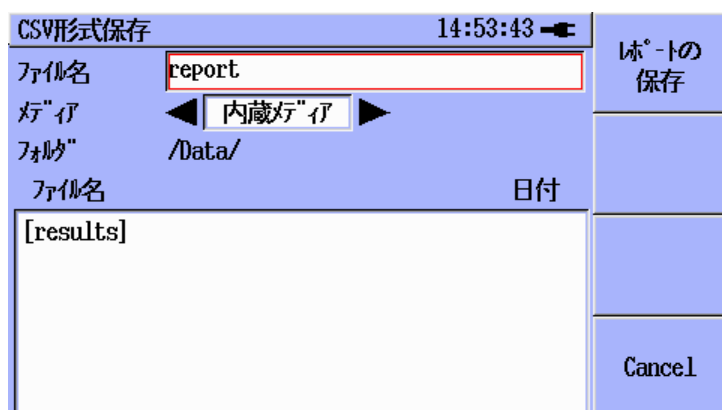 CSV形式保存 14:53:43
ﾌｧｲﾙ名 report
ﾒﾃﾞｨｱ 内蔵ﾒﾃﾞｨｱ
ﾌｫﾙﾀﾞ /Data/
ﾌｧｲﾙ名 日付
[results]
ﾚﾎﾟｰﾄの
保存
Cancel